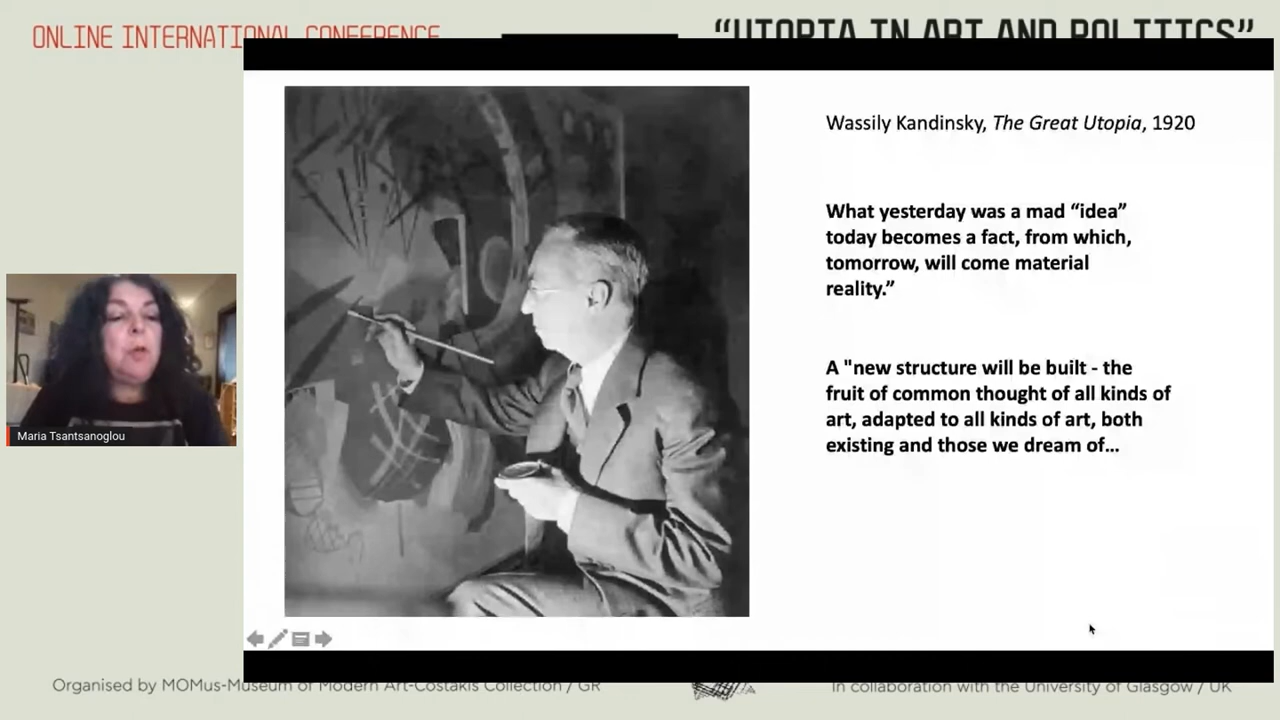 ONLINE INTERNATIONAL CONFERENCE
“UTOPIA IN ART AND POLITICS”
Wassily Kandinsky, The Great Utopia, 1920
What yesterday was a mad “idea”
today becomes a fact, from which,
tomorrow, will come material
reality.”
A "new structure will be built - the
fruit of common thought of all kinds of
art, adapted to all kinds of art, both
existing and those we dream of...
Maria Tsantsanoglou
Organised by MOMus-Museum of Modern Art-Costakis Collection / GR
In collaboration with the University of Glasgow / UK